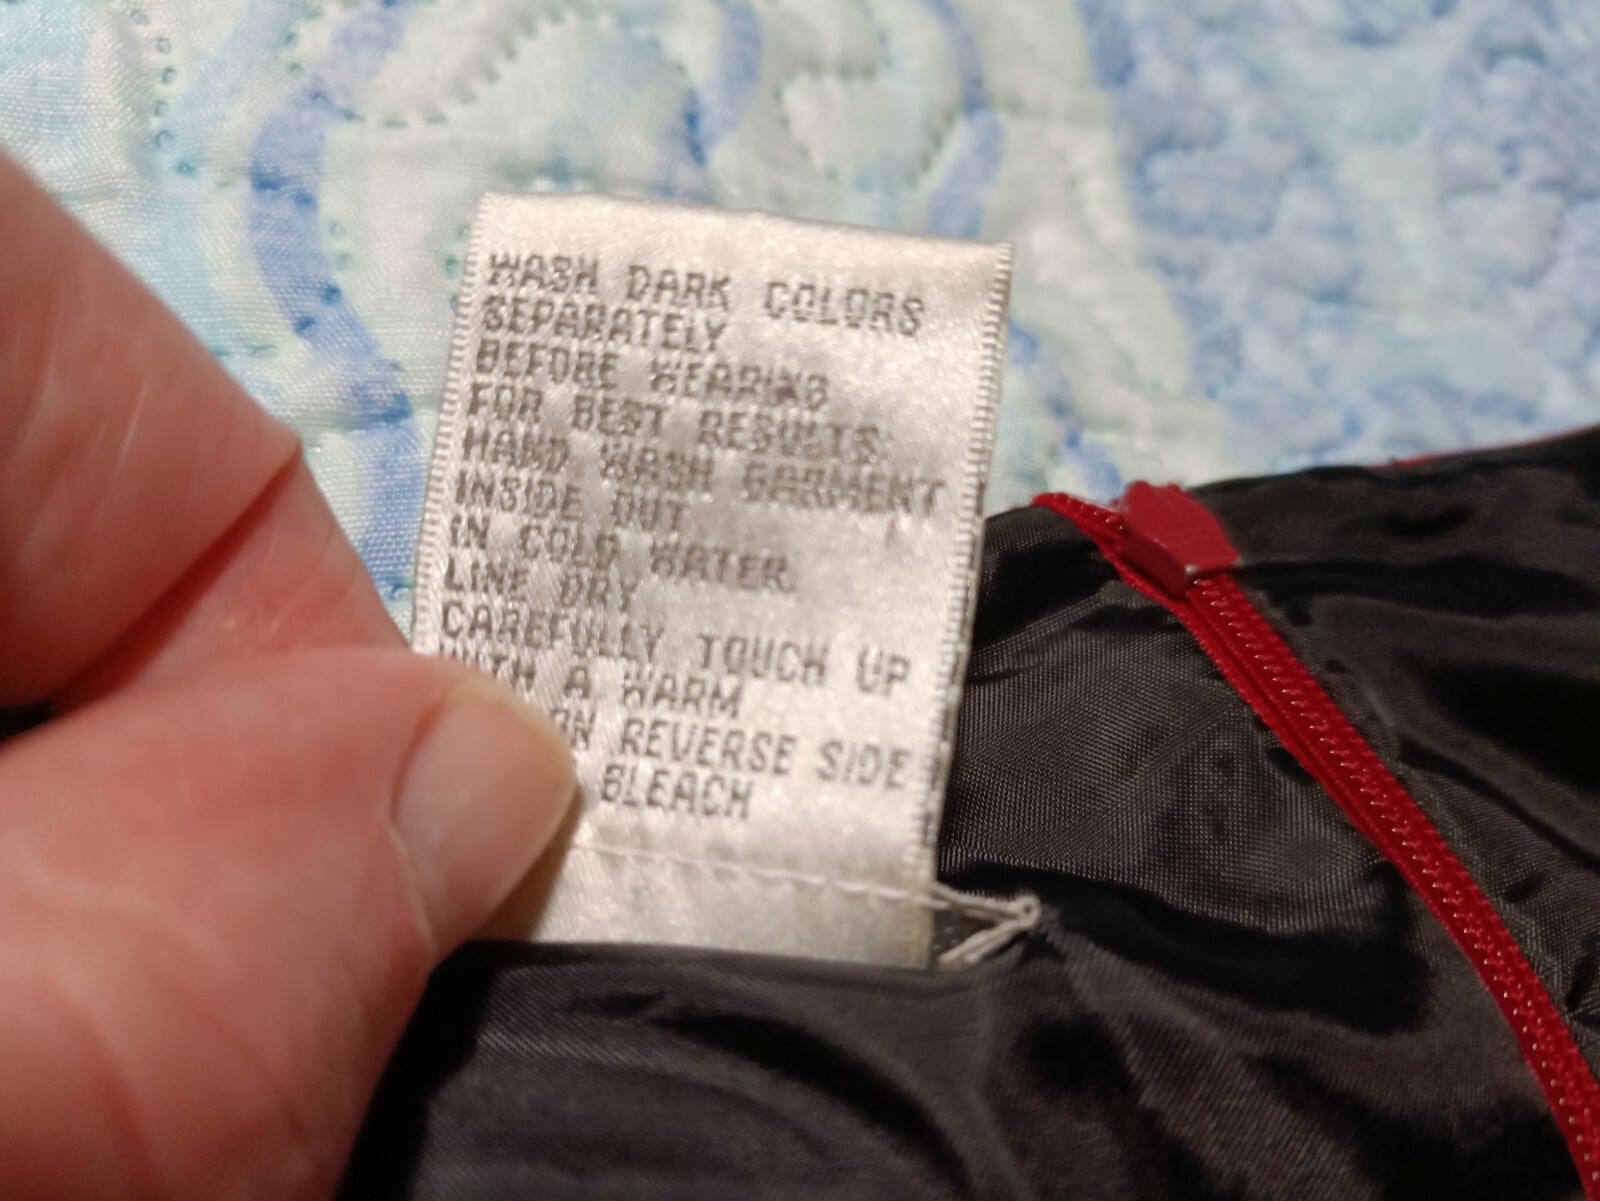 WASH DARK COLORS
SEPARATELY
BEFORE WEARING
FOR BEST RESULTS
HAND WASH GARMENT
INSIDE OUT
IN COLD WATER
LINE DRY
CAREFULLY TOUCH UP
WITH A WARM
REVERSE SIDE
BLEACH